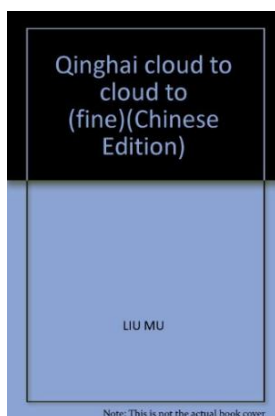 Qinghai cloud to
cloud to
(fine)(Chinese
Edition)
LIU MU
Note: This is not the actual book cover